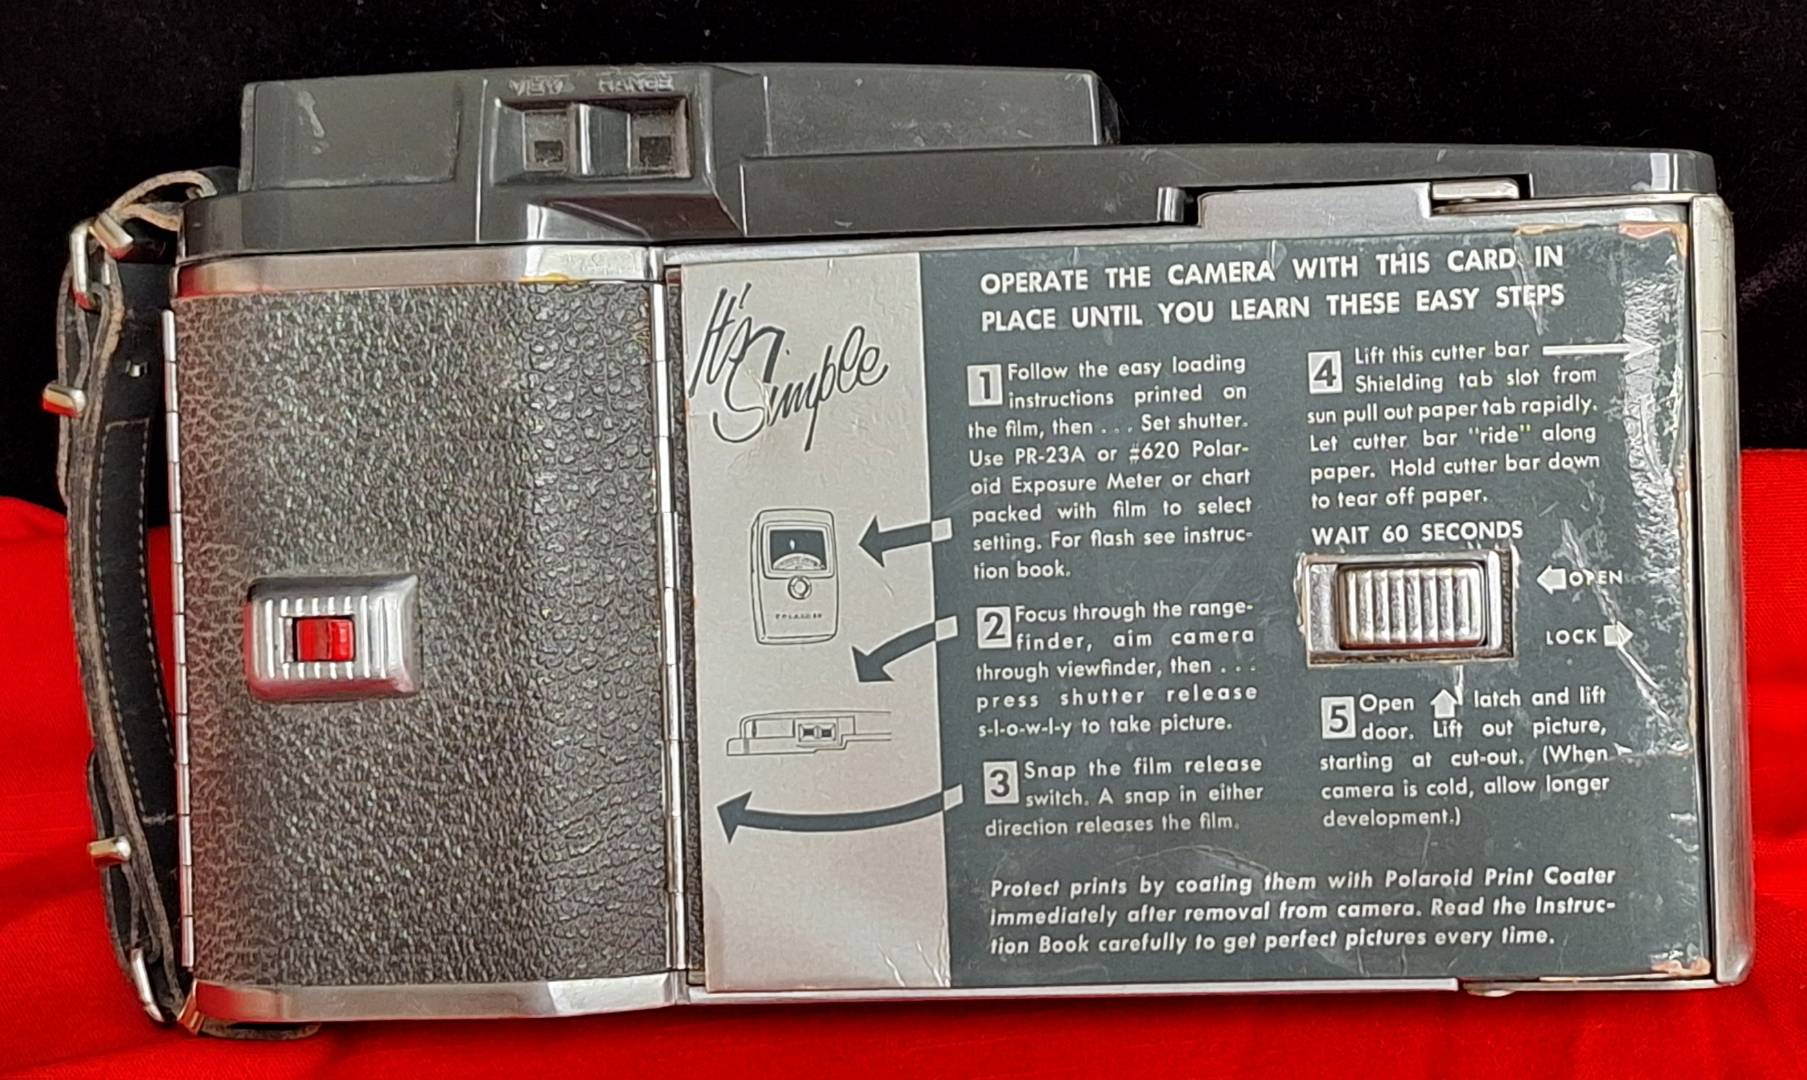 VIEW RANGE
It's
Simple
POLAROID
OPERATE THE CAMERA WITH THIS CARD IN
PLACE UNTIL YOU LEARN THESE EASY STEPS
1 Follow the easy loading
instructions printed on
the film, then . . . Set shutter.
Use PR-23A or #620 Polar-
oid Exposure Meter or chart
packed with film to select
setting. For flash see instruc-
tion book.
2 Focus through the range-
finder, aim camera
through viewfinder, then . . .
press shutter release
s-l-o-w-l-y to take picture.
3 Snap the film release
switch. A snap in either
direction releases the film.
4 Lift this cutter bar
Shielding tab slot from
sun pull out paper tab rapidly.
Let cutter bar "ride" along
paper. Hold cutter bar down
to tear off paper.
WAIT 60 SECONDS
OPEN
LOCK
5 Open latch and lift
door. Lift out picture,
starting at cut-out. (When
camera is cold, allow longer
development.)
Protect prints by coating them with Polaroid Print Coater
immediately after removal from camera. Read the Instruc-
tion Book carefully to get perfect pictures every time.